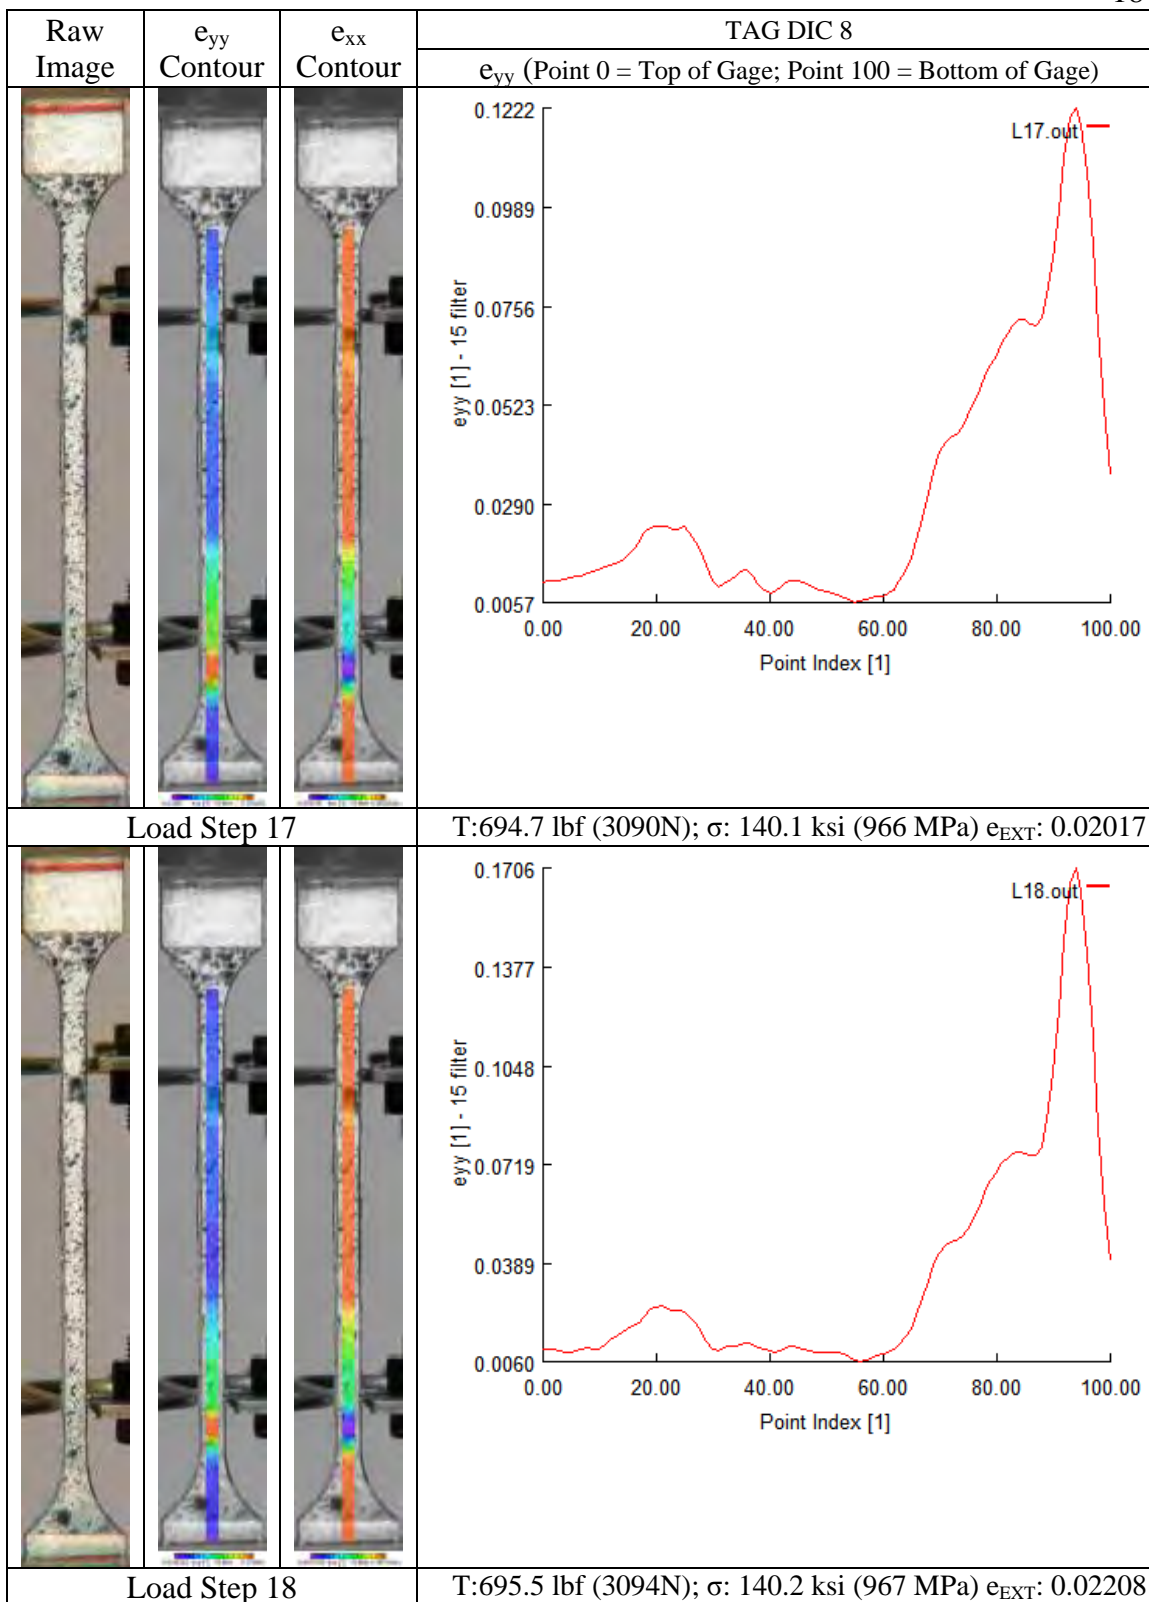 Raw Image
e_yy Contour
e_xx Contour
TAG DIC 8
e_yy (Point 0 = Top of Gage; Point 100 = Bottom of Gage)
0.1222
0.0989
0.0756
0.0523
0.0290
0.0057
eyy [1] - 15 filter
L17.out
0.00 20.00 40.00 60.00 80.00 100.00
Point Index [1]
Load Step 17
T:694.7 lbf (3090N); σ: 140.1 ksi (966 MPa) e_EXT: 0.02017
0.1706
0.1377
0.1048
0.0719
0.0389
0.0060
eyy [1] - 15 filter
L18.out
0.00 20.00 40.00 60.00 80.00 100.00
Point Index [1]
Load Step 18
T:695.5 lbf (3094N); σ: 140.2 ksi (967 MPa) e_EXT: 0.02208